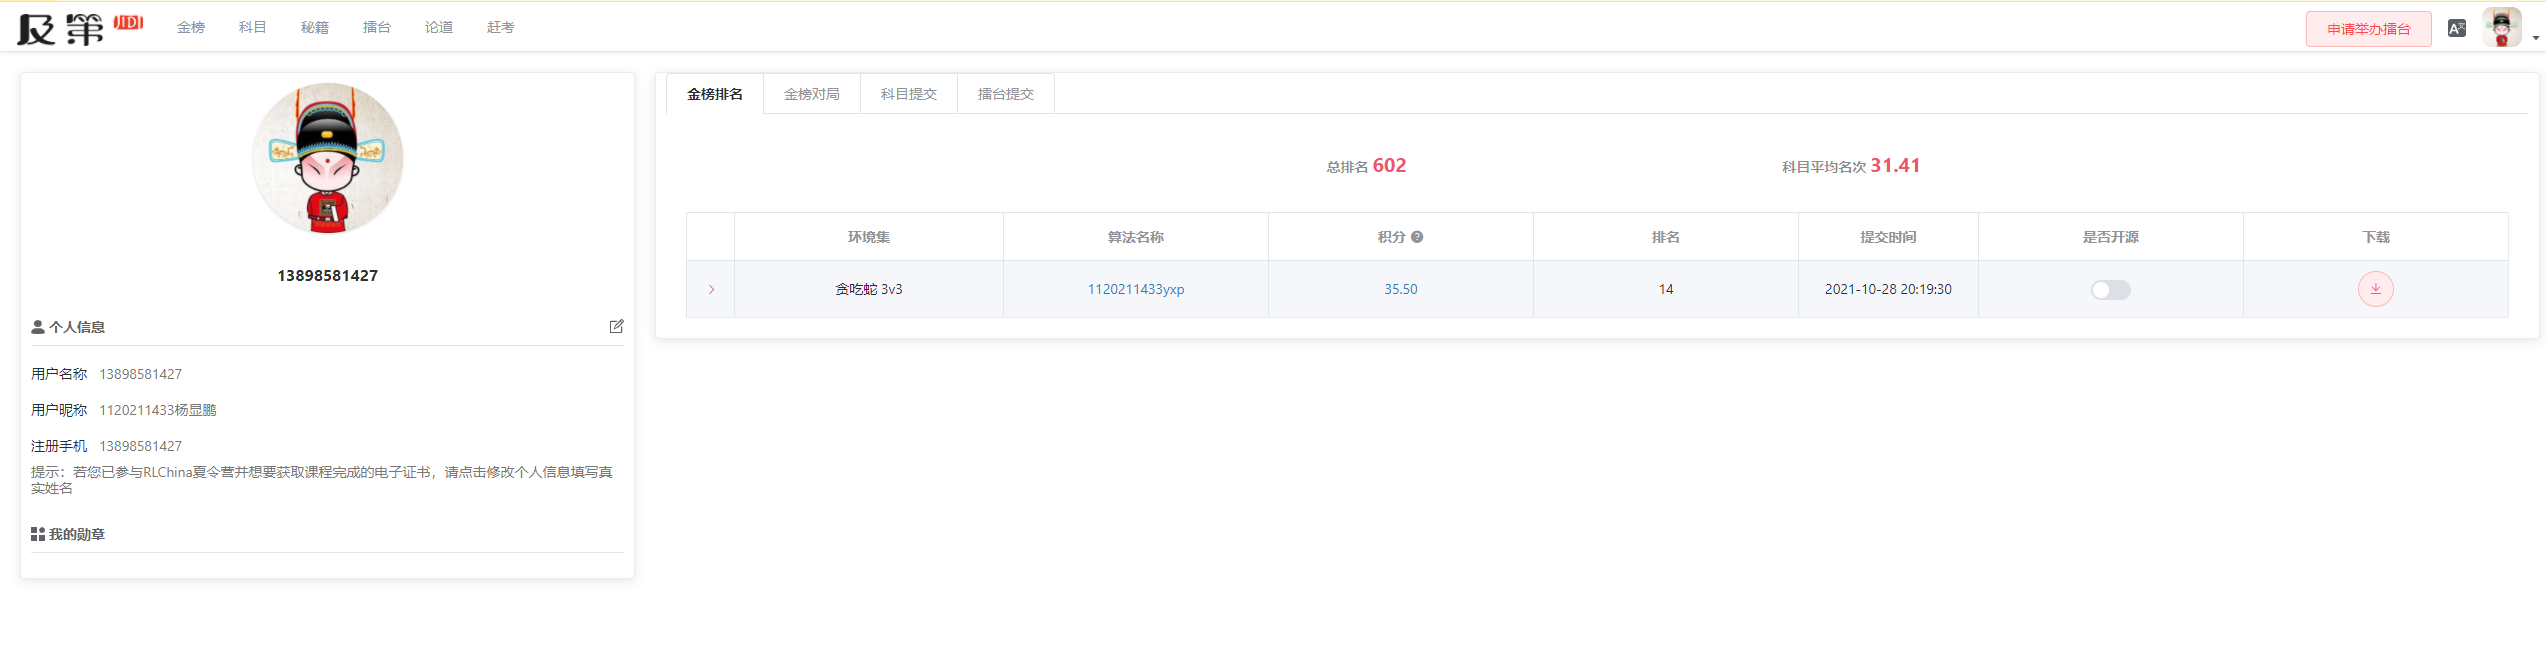 及第 JIDI 金榜 科目 秘籍 擂台 论道 赶考 申请举办擂台
13898581427
个人信息
用户名称 13898581427
用户昵称 1120211433杨显鹏
注册手机 13898581427
提示：若您已参与RLChina夏令营并想要获取课程完成的电子证书，请点击修改个人信息填写真
实姓名
我的勋章
金榜排名 金榜对局 科目提交 擂台提交
总排名 602 科目平均名次 31.41
环境集 算法名称 积分 排名 提交时间 是否开源 下载
贪吃蛇 3v3 1120211433yxp 35.50 14 2021-10-28 20:19:30